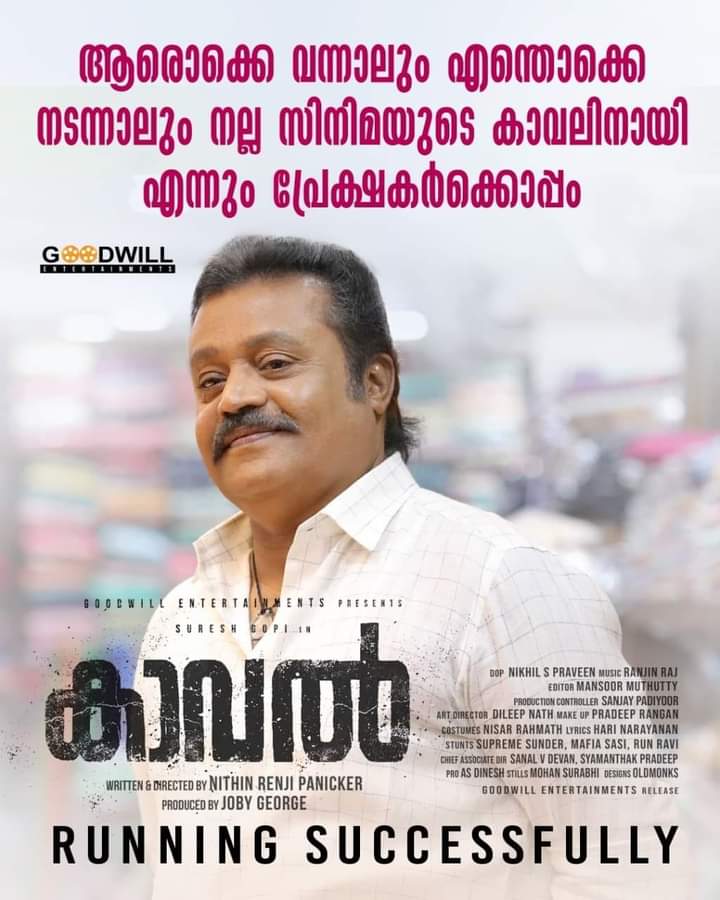 ആരൊക്കെ വന്നാലും എന്തൊക്കെ
നടന്നാലും നല്ല സിനിമയുടെ കാവലിനായി
എന്നും പ്രേക്ഷകർക്കൊപ്പം
GOODWILL
ENTERTAINMENTS
GOODWILL ENTERTAINMENTS PRESENTS
SURESH GOPI IN
കാവൽ
WRITTEN & DIRECTED BY NITHIN RENJI PANICKER
PRODUCED BY JOBY GEORGE
DOP NIKHIL S PRAVEEN MUSIC RANJIN RAJ
EDITOR MANSOOR MUTHUTTY
PRODUCTION CONTROLLER SANJAY PADIYOOR
ART DIRECTOR DILEEP NATH MAKE UP PRADEEP RANGAN
COSTUMES NISAR RAHMATH LYRICS HARI NARAYANAN
STUNTS SUPREME SUNDER, MAFIA SASI, RUN RAVI
CHIEF ASSOCIATE DIR SANAL V DEVAN, SYAMANTHAK PRADEEP
PRO AS DINESH STILLS MOHAN SURABHI DESIGNS OLDMONKS
GOODWILL ENTERTAINMENTS RELEASE
RUNNING SUCCESSFULLY